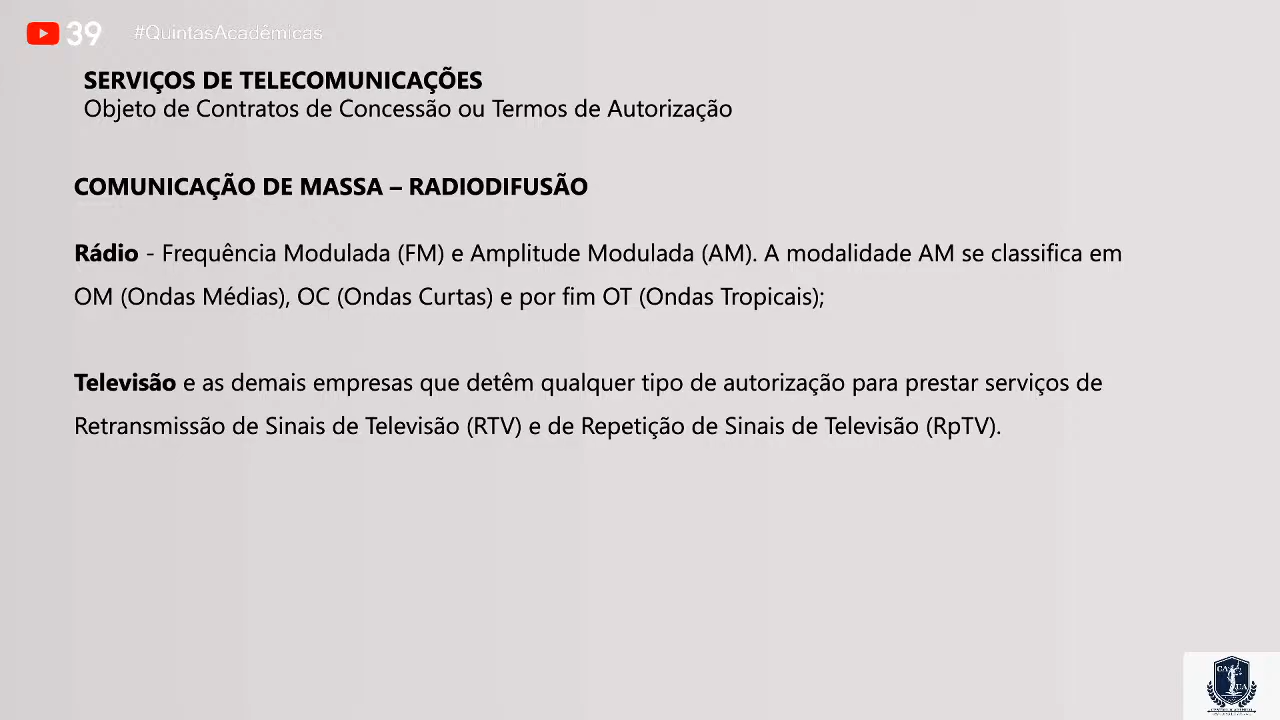 39 #QuintasAcadêmicas
SERVIÇOS DE TELECOMUNICAÇÕES
Objeto de Contratos de Concessão ou Termos de Autorização
COMUNICAÇÃO DE MASSA – RADIODIFUSÃO
Rádio - Frequência Modulada (FM) e Amplitude Modulada (AM). A modalidade AM se classifica em
OM (Ondas Médias), OC (Ondas Curtas) e por fim OT (Ondas Tropicais);
Televisão e as demais empresas que detêm qualquer tipo de autorização para prestar serviços de
Retransmissão de Sinais de Televisão (RTV) e de Repetição de Sinais de Televisão (RpTV).